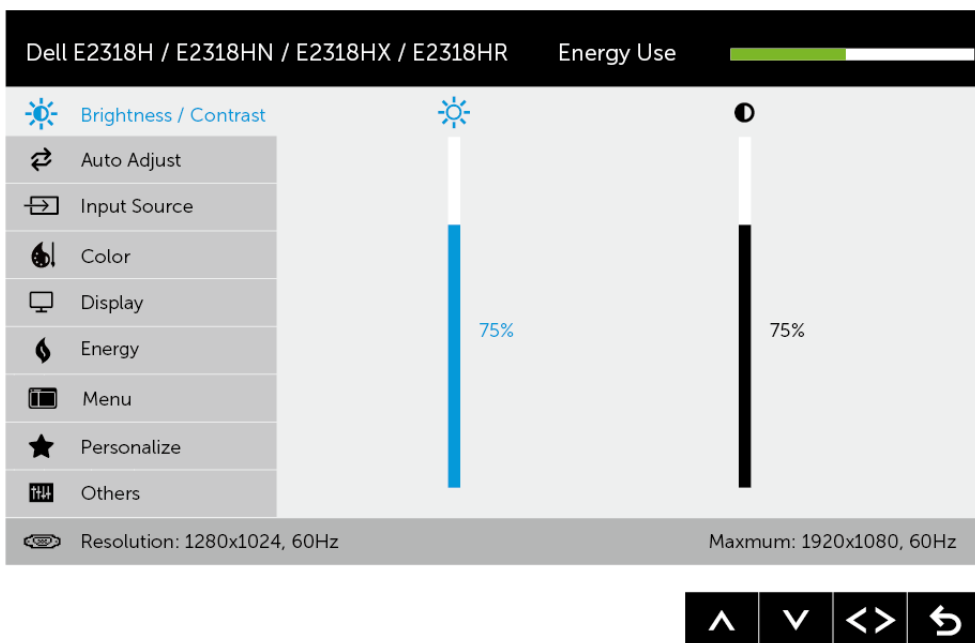 Dell E2318H / E2318HN / E2318HX / E2318HR Energy Use
Brightness / Contrast
Auto Adjust
Input Source
Color
Display
75% 75%
Energy
Menu
Personalize
Others
Resolution: 1280x1024, 60Hz Maxmum: 1920x1080, 60Hz